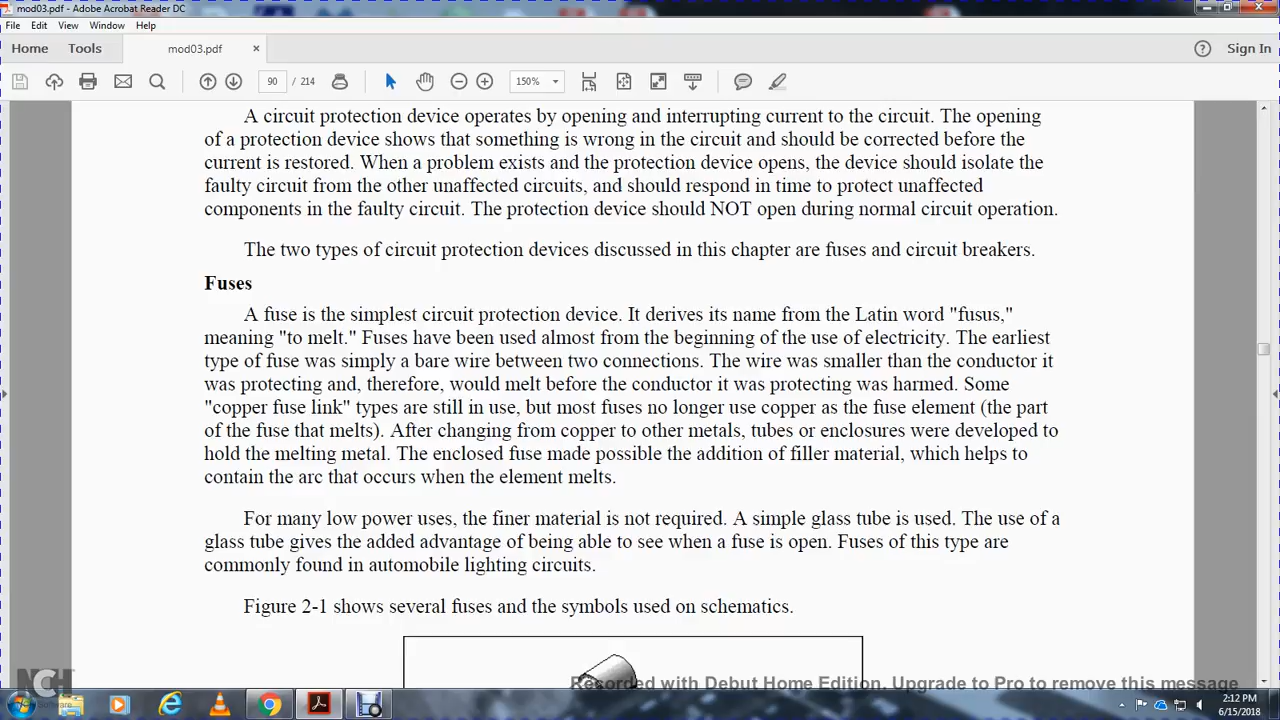 mod03.pdf - Adobe Acrobat Reader DC
File Edit View Window Help
Home Tools mod03.pdf × ? Sign In
90 / 214 150%
A circuit protection device operates by opening and interrupting current to the circuit. The opening
of a protection device shows that something is wrong in the circuit and should be corrected before the
current is restored. When a problem exists and the protection device opens, the device should isolate the
faulty circuit from the other unaffected circuits, and should respond in time to protect unaffected
components in the faulty circuit. The protection device should NOT open during normal circuit operation.
The two types of circuit protection devices discussed in this chapter are fuses and circuit breakers.
Fuses
A fuse is the simplest circuit protection device. It derives its name from the Latin word "fusus,"
meaning "to melt." Fuses have been used almost from the beginning of the use of electricity. The earliest
type of fuse was simply a bare wire between two connections. The wire was smaller than the conductor it
was protecting and, therefore, would melt before the conductor it was protecting was harmed. Some
"copper fuse link" types are still in use, but most fuses no longer use copper as the fuse element (the part
of the fuse that melts). After changing from copper to other metals, tubes or enclosures were developed to
hold the melting metal. The enclosed fuse made possible the addition of filler material, which helps to
contain the arc that occurs when the element melts.
For many low power uses, the finer material is not required. A simple glass tube is used. The use of a
glass tube gives the added advantage of being able to see when a fuse is open. Fuses of this type are
commonly found in automobile lighting circuits.
Figure 2-1 shows several fuses and the symbols used on schematics.
NCH
Software
Recorded with Debut Home Edition. Upgrade to Pro to remove this message
2:12 PM
6/15/2018